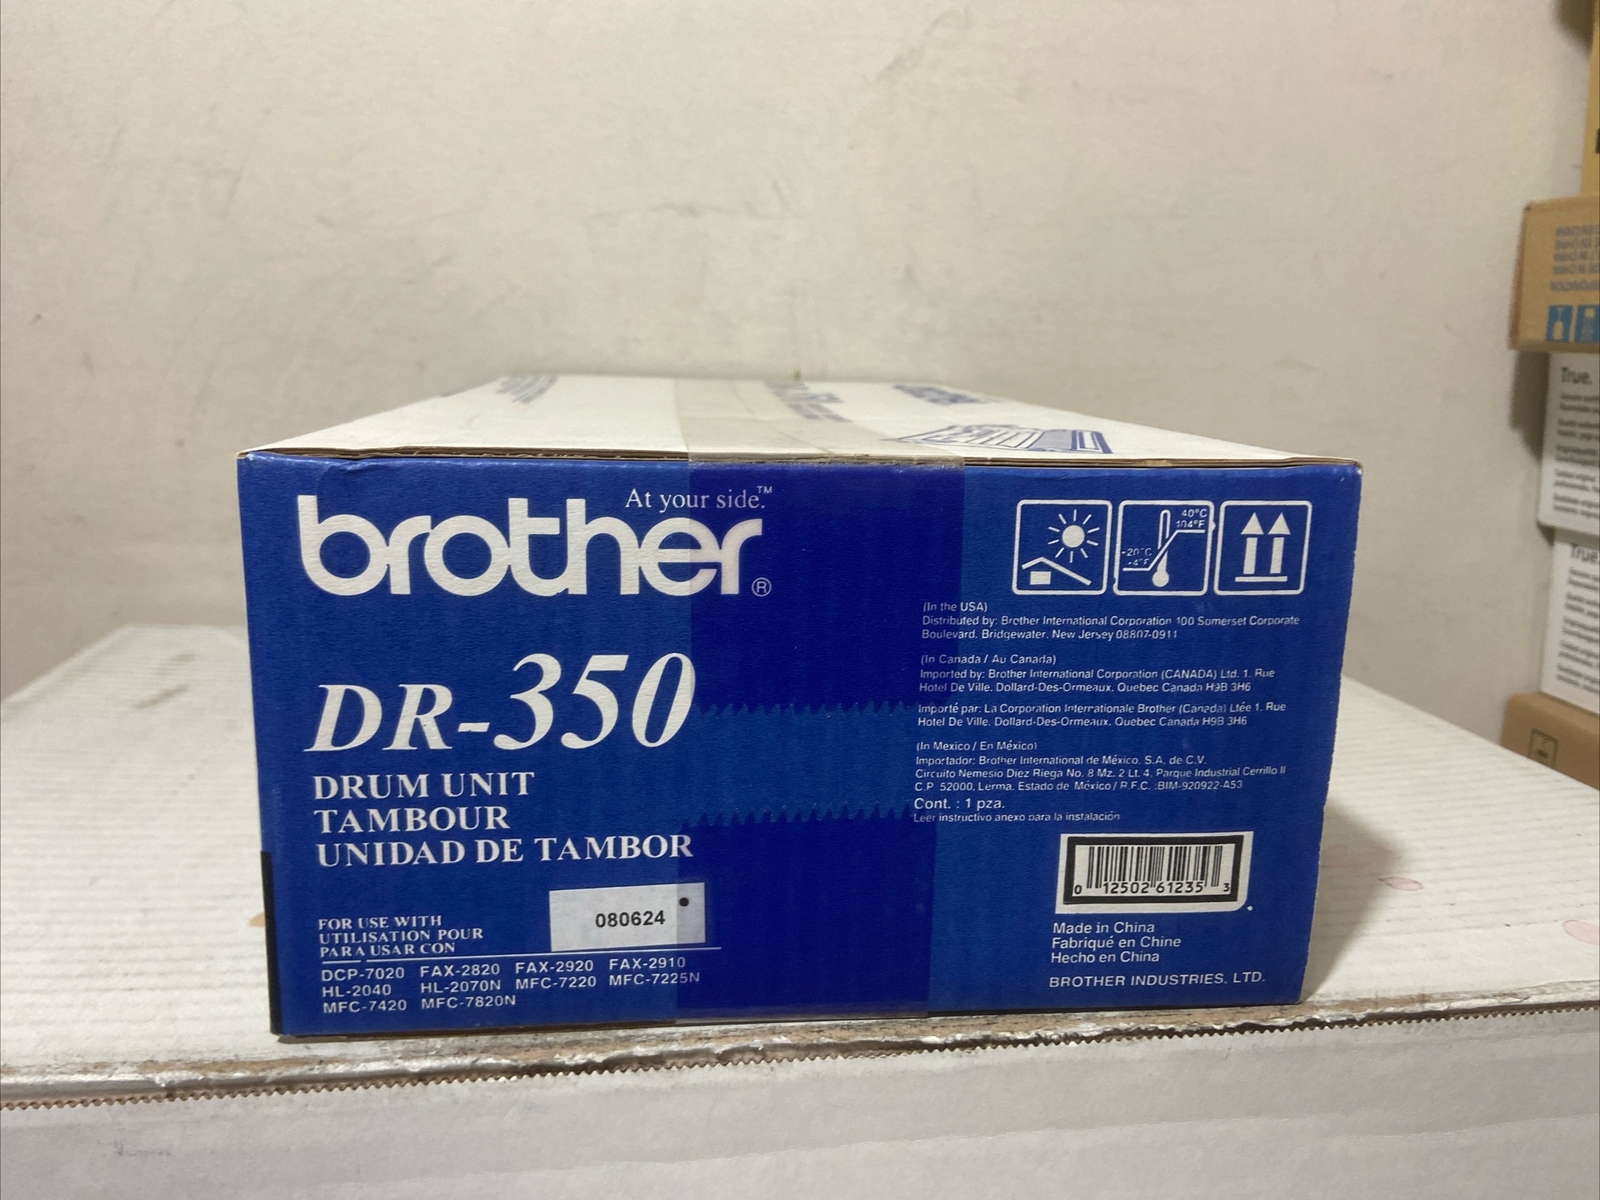 At your side.™
brother®
DR-350
DRUM UNIT
TAMBOUR
UNIDAD DE TAMBOR
080624
FOR USE WITH
UTILISATION POUR
PARA USAR CON
DCP-7020 FAX-2820 FAX-2920 FAX-2910
HL-2040 HL-2070N MFC-7220 MFC-7225N
MFC-7420 MFC-7820N
40°C
104°F
-20°C
-4°F
(In the USA)
Distributed by: Brother International Corporation 100 Somerset Corporate
Boulevard, Bridgewater, New Jersey 08807-0911
(In Canada / Au Canada)
Imported by: Brother International Corporation (CANADA) Ltd. 1, Rue
Hotel De Ville, Dollard-Des-Ormeaux, Quebec Canada H9B 3H6
Importé par: La Corporation Internationale Brother (Canada) Ltée 1, Rue
Hotel De Ville, Dollard-Des-Ormeaux, Quebec Canada H9B 3H6
(In Mexico / En México)
Importador: Brother International de México, S.A. de C.V.
Circuito Nemesio Diez Riega No. 8 Mz. 2 Lt. 4, Parque Industrial Cerrillo II
C.P. 52000, Lerma, Estado de México / R.F.C. :BIM-920922-A53
Cont. : 1 pza.
Leer instructivo anexo para la instalación
0 12502 61235 3
Made in China
Fabriqué en Chine
Hecho en China
BROTHER INDUSTRIES, LTD.
True.
True